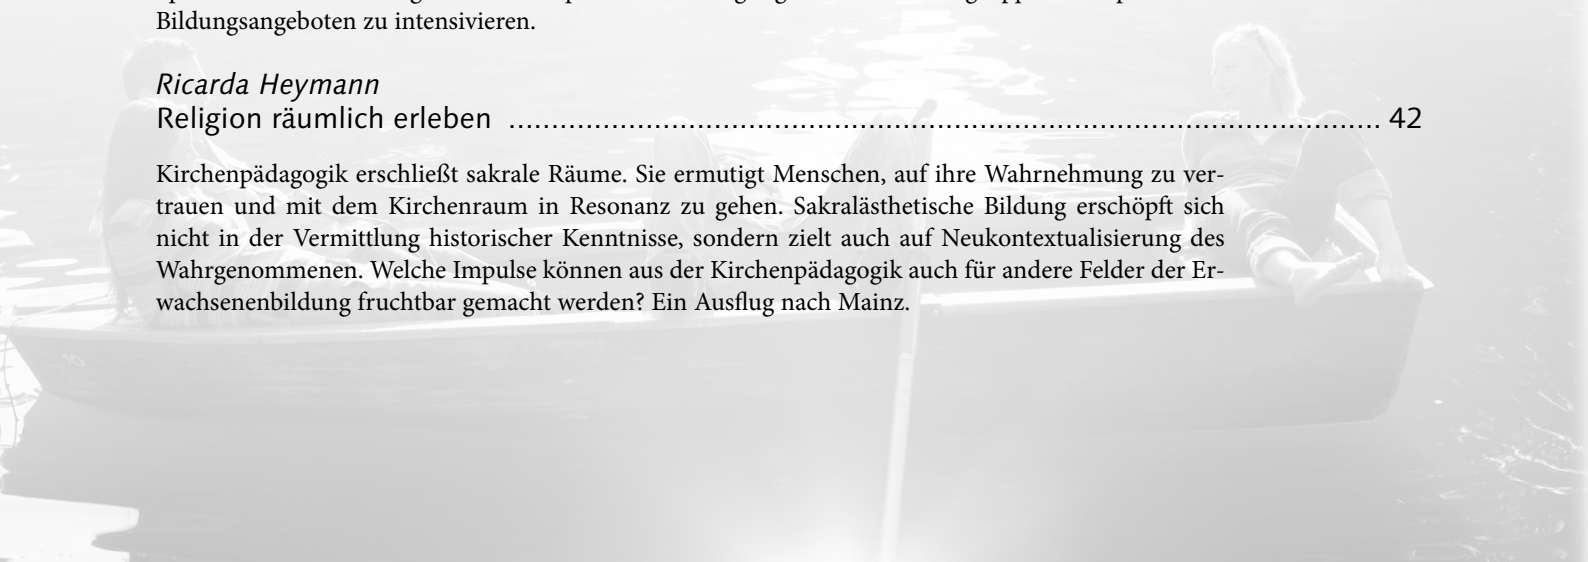 Bildungsangeboten zu intensivieren.
Ricarda Heymann
Religion räumlich erleben ........................................................................................................ 42
Kirchenpädagogik erschließt sakrale Räume. Sie ermutigt Menschen, auf ihre Wahrnehmung zu ver-
trauen und mit dem Kirchenraum in Resonanz zu gehen. Sakralästhetische Bildung erschöpft sich
nicht in der Vermittlung historischer Kenntnisse, sondern zielt auch auf Neukontextualisierung des
Wahrgenommenen. Welche Impulse können aus der Kirchenpädagogik auch für andere Felder der Er-
wachsenenbildung fruchtbar gemacht werden? Ein Ausflug nach Mainz.
10